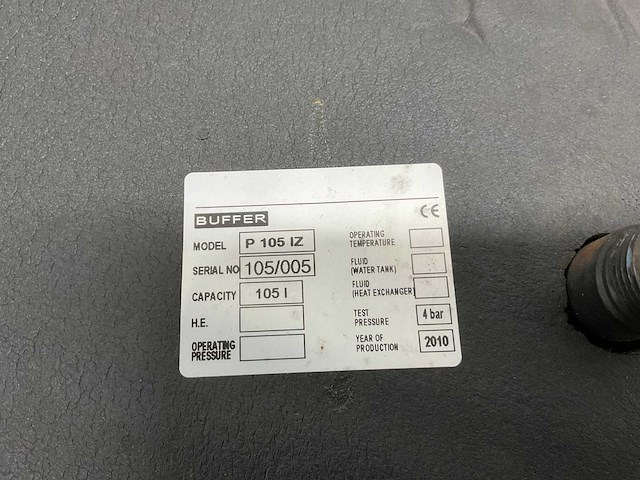 BUFFER
CE
MODEL P 105 IZ
SERIAL NO 105/005
CAPACITY 105 l
H.E.
OPERATING
PRESSURE
OPERATING
TEMPERATURE
FLUID
(WATER TANK)
FLUID
(HEAT EXCHANGER)
TEST
PRESSURE 4 bar
YEAR OF
PRODUCTION 2010